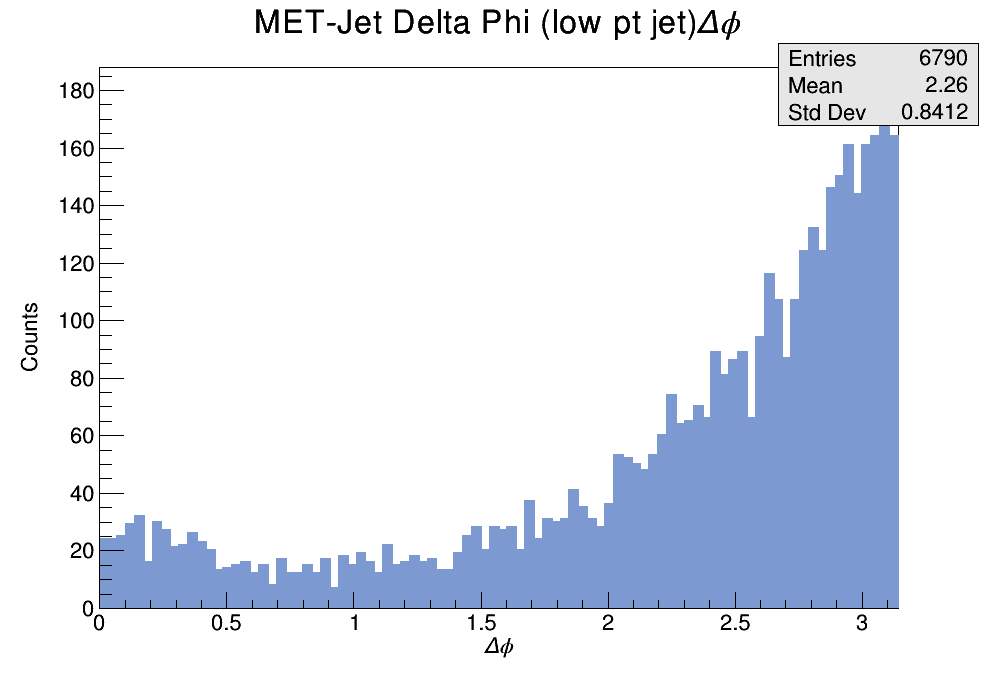 MET-Jet Delta Phi (low pt jet)Δϕ
Entries 6790
Mean 2.26
Std Dev 0.8412
180
160
140
120
100
80
60
40
20
0
Counts
0 0.5 1 1.5 2 2.5 3
Δϕ